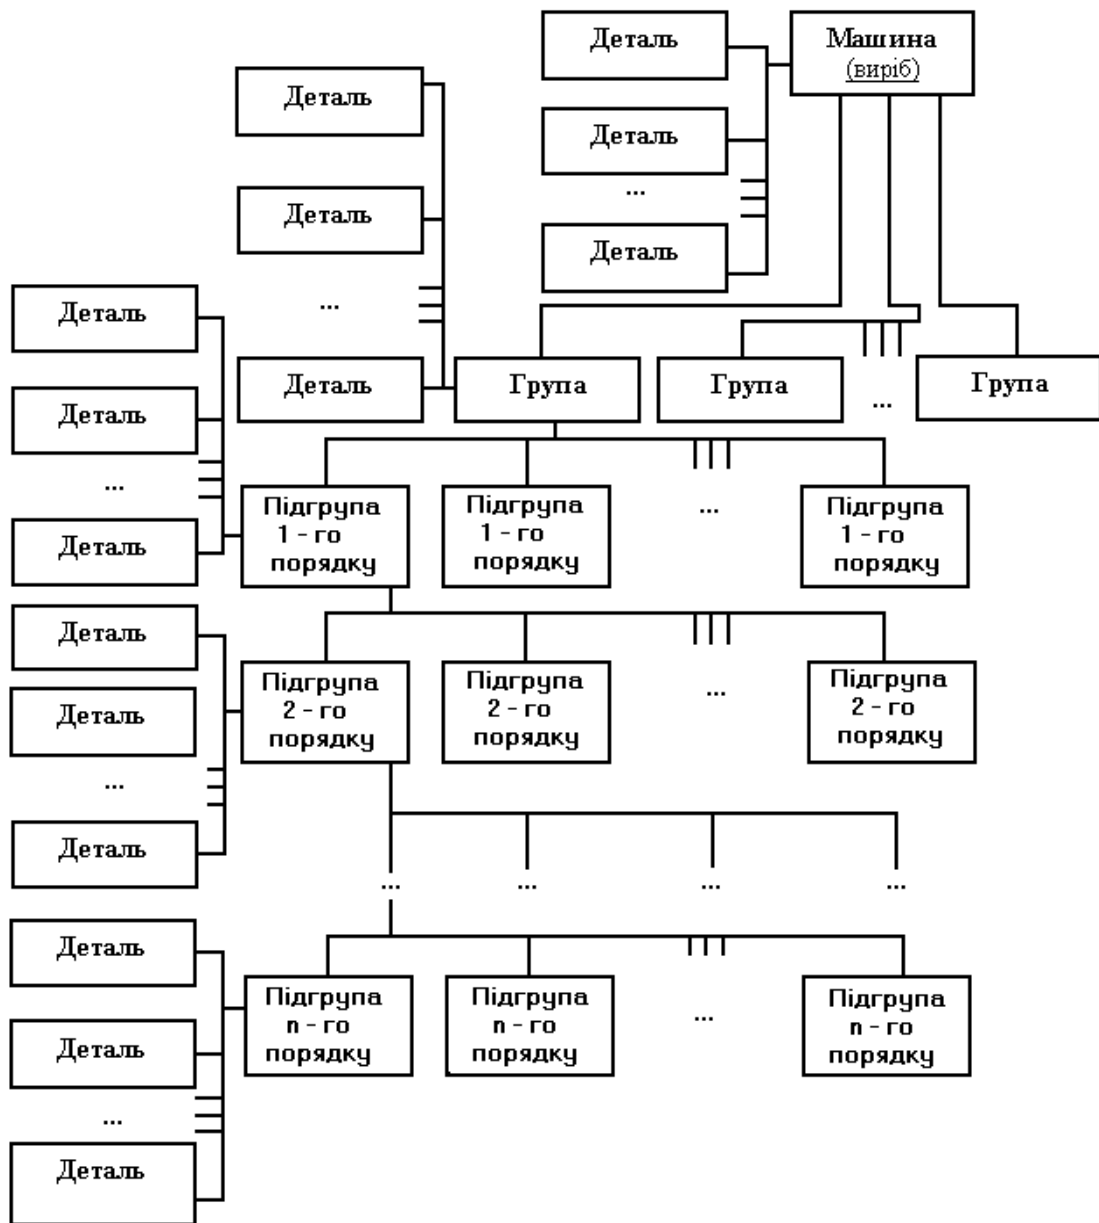 Деталь
Машина
(виріб)
Деталь
Деталь
...
Деталь
Деталь
Деталь
...
Деталь
Група
Група
...
Група
Деталь
Деталь
...
Деталь
Підгрупа
1 - го
порядку
Підгрупа
1 - го
порядку
...
Підгрупа
1 - го
порядку
Деталь
Деталь
...
Деталь
Підгрупа
2 - го
порядку
Підгрупа
2 - го
порядку
...
Підгрупа
2 - го
порядку
...
...
...
...
Деталь
Деталь
...
Деталь
Підгрупа
n - го
порядку
Підгрупа
n - го
порядку
...
Підгрупа
n - го
порядку